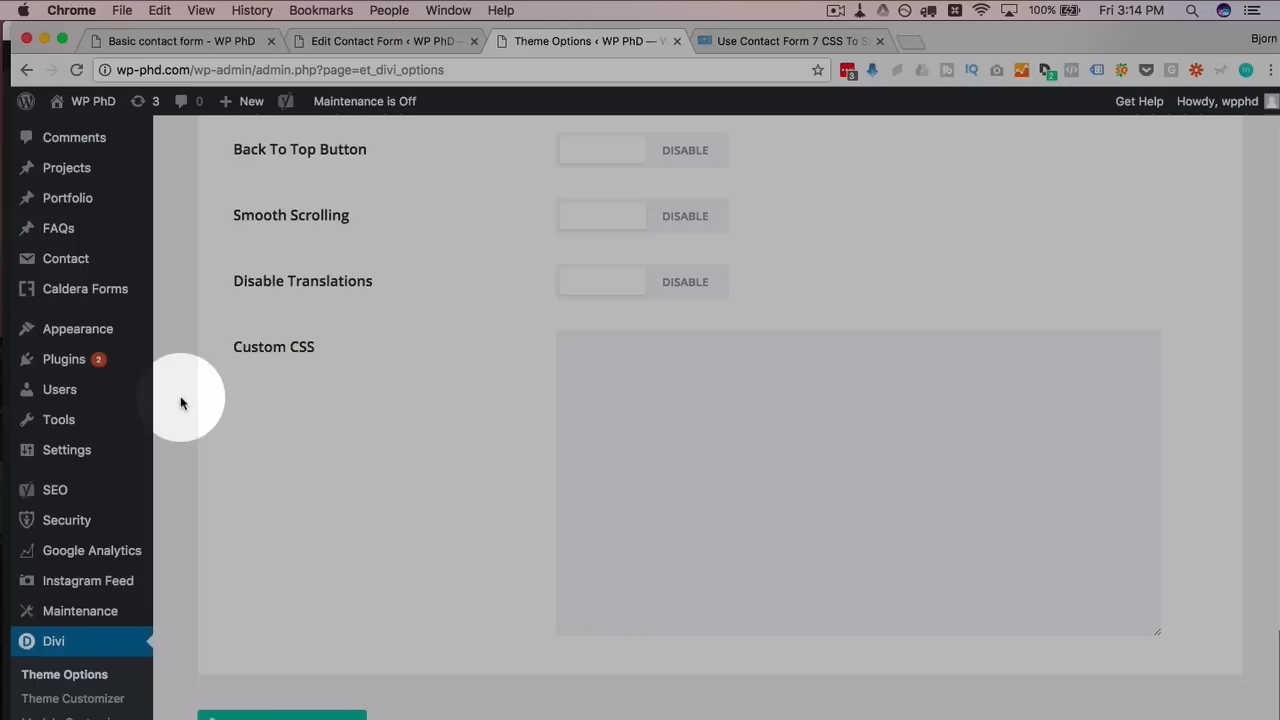 Chrome File Edit View History Bookmarks People Window Help 100% Fri 3:14 PM
Basic contact form - WP PhD
Edit Contact Form ‹ WP PhD —
Theme Options ‹ WP PhD — W
Use Contact Form 7 CSS To S
Bjorn
wp-phd.com/wp-admin/admin.php?page=et_divi_options
WP PhD 3 0 New Maintenance is Off Get Help Howdy, wpphd
Comments
Projects
Portfolio
FAQs
Contact
Caldera Forms
Appearance
Plugins 2
Users
Tools
Settings
SEO
Security
Google Analytics
Instagram Feed
Maintenance
Divi
Theme Options
Theme Customizer
Back To Top Button DISABLE
Smooth Scrolling DISABLE
Disable Translations DISABLE
Custom CSS